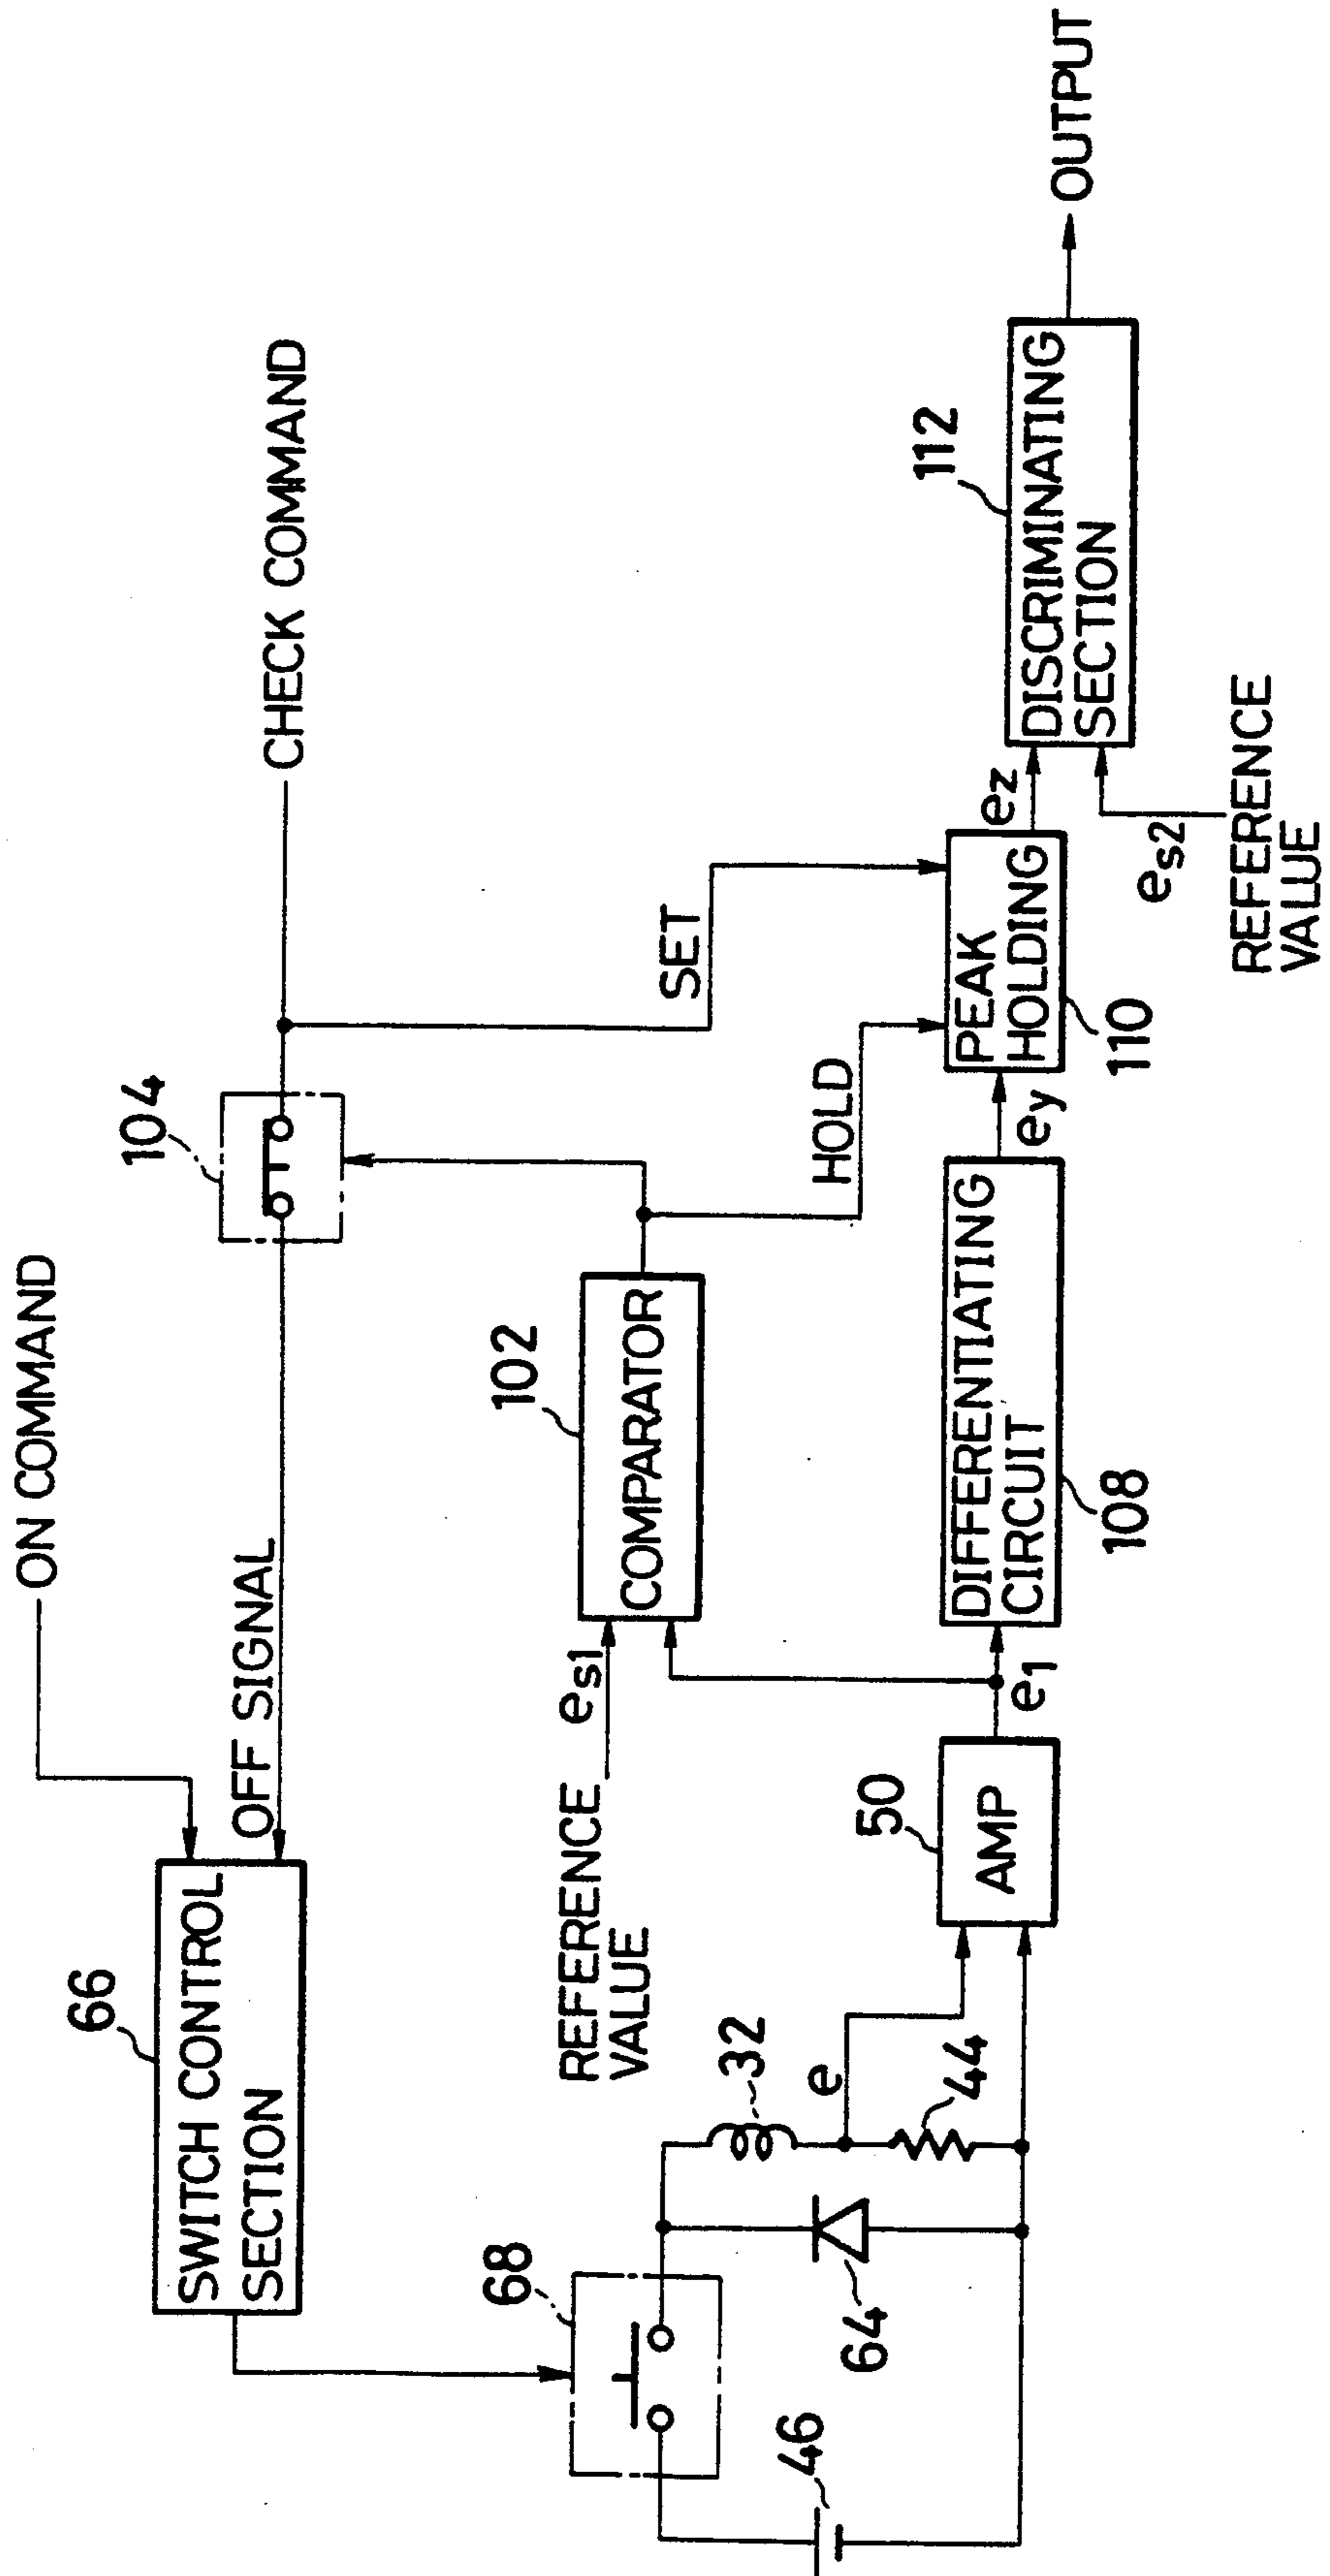 ON COMMAND
66
SWITCH CONTROL
SECTION
OFF SIGNAL
104
CHECK COMMAND
68
46
64
32
e
44
REFERENCE
VALUE
es1
102
COMPARATOR
SET
HOLD
50
AMP
e1
DIFFERENTIATING
CIRCUIT
108
ey
PEAK
HOLDING
110
ez
112
DISCRIMINATING
SECTION
OUTPUT
es2
REFERENCE
VALUE